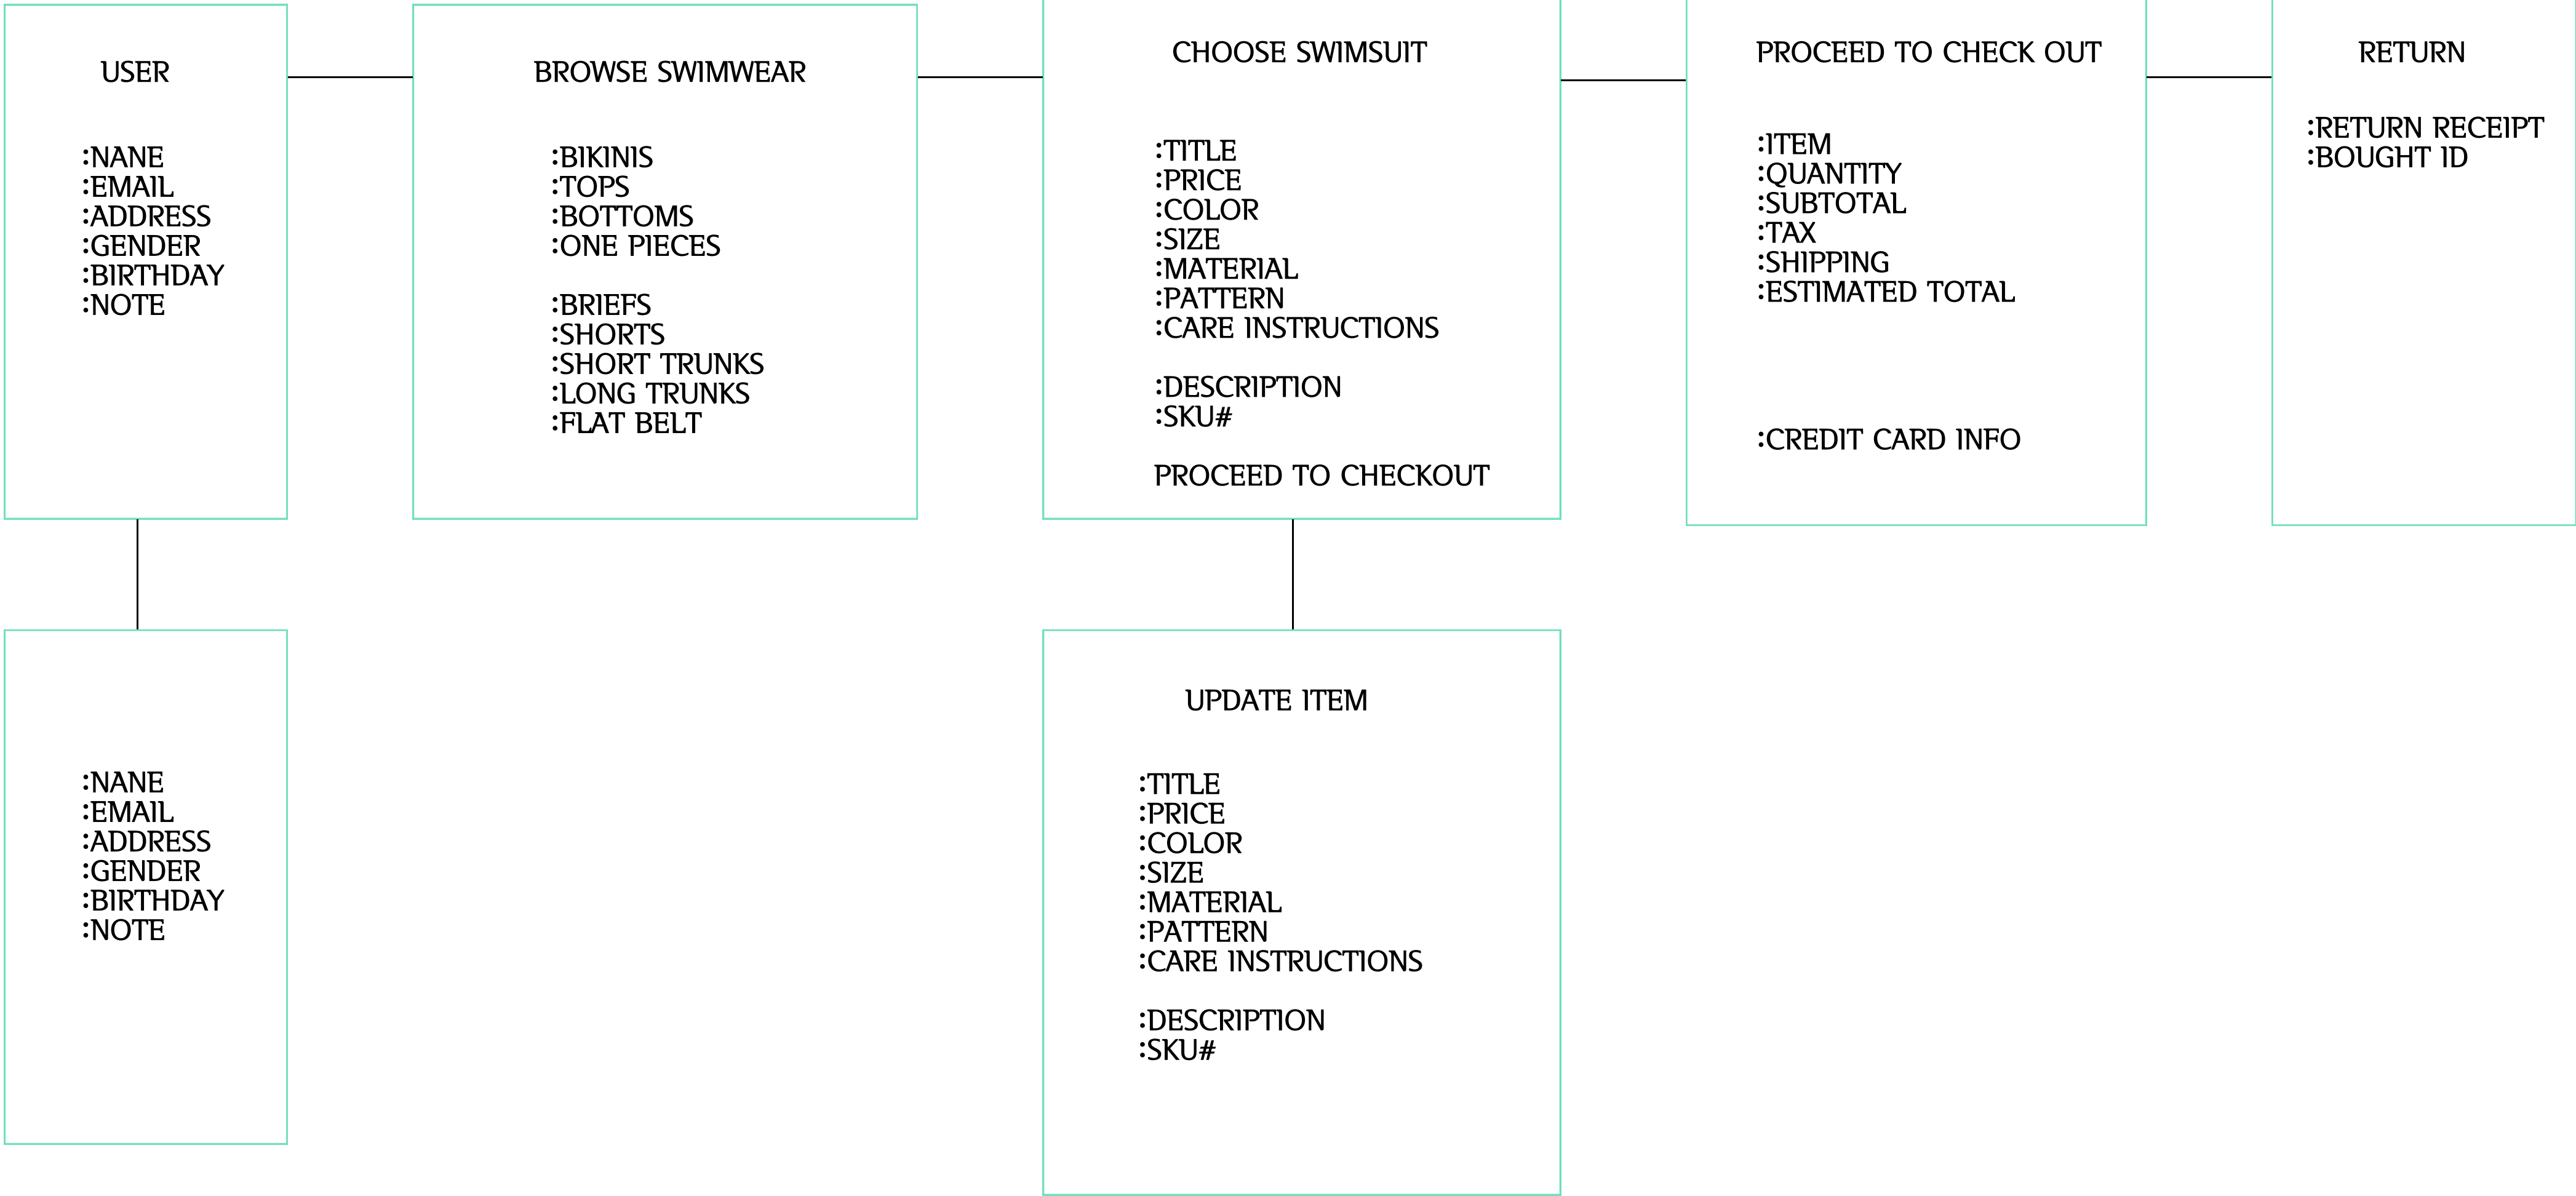 USER
:NANE
:EMAIL
:ADDRESS
:GENDER
:BIRTHDAY
:NOTE
BROWSE SWIMWEAR
:BIKINIS
:TOPS
:BOTTOMS
:ONE PIECES
:BRIEFS
:SHORTS
:SHORT TRUNKS
:LONG TRUNKS
:FLAT BELT
CHOOSE SWIMSUIT
:TITLE
:PRICE
:COLOR
:SIZE
:MATERIAL
:PATTERN
:CARE INSTRUCTIONS
:DESCRIPTION
:SKU#
PROCEED TO CHECKOUT
PROCEED TO CHECK OUT
:ITEM
:QUANTITY
:SUBTOTAL
:TAX
:SHIPPING
:ESTIMATED TOTAL
:CREDIT CARD INFO
RETURN
:RETURN RECEIPT
:BOUGHT ID
:NANE
:EMAIL
:ADDRESS
:GENDER
:BIRTHDAY
:NOTE
UPDATE ITEM
:TITLE
:PRICE
:COLOR
:SIZE
:MATERIAL
:PATTERN
:CARE INSTRUCTIONS
:DESCRIPTION
:SKU#